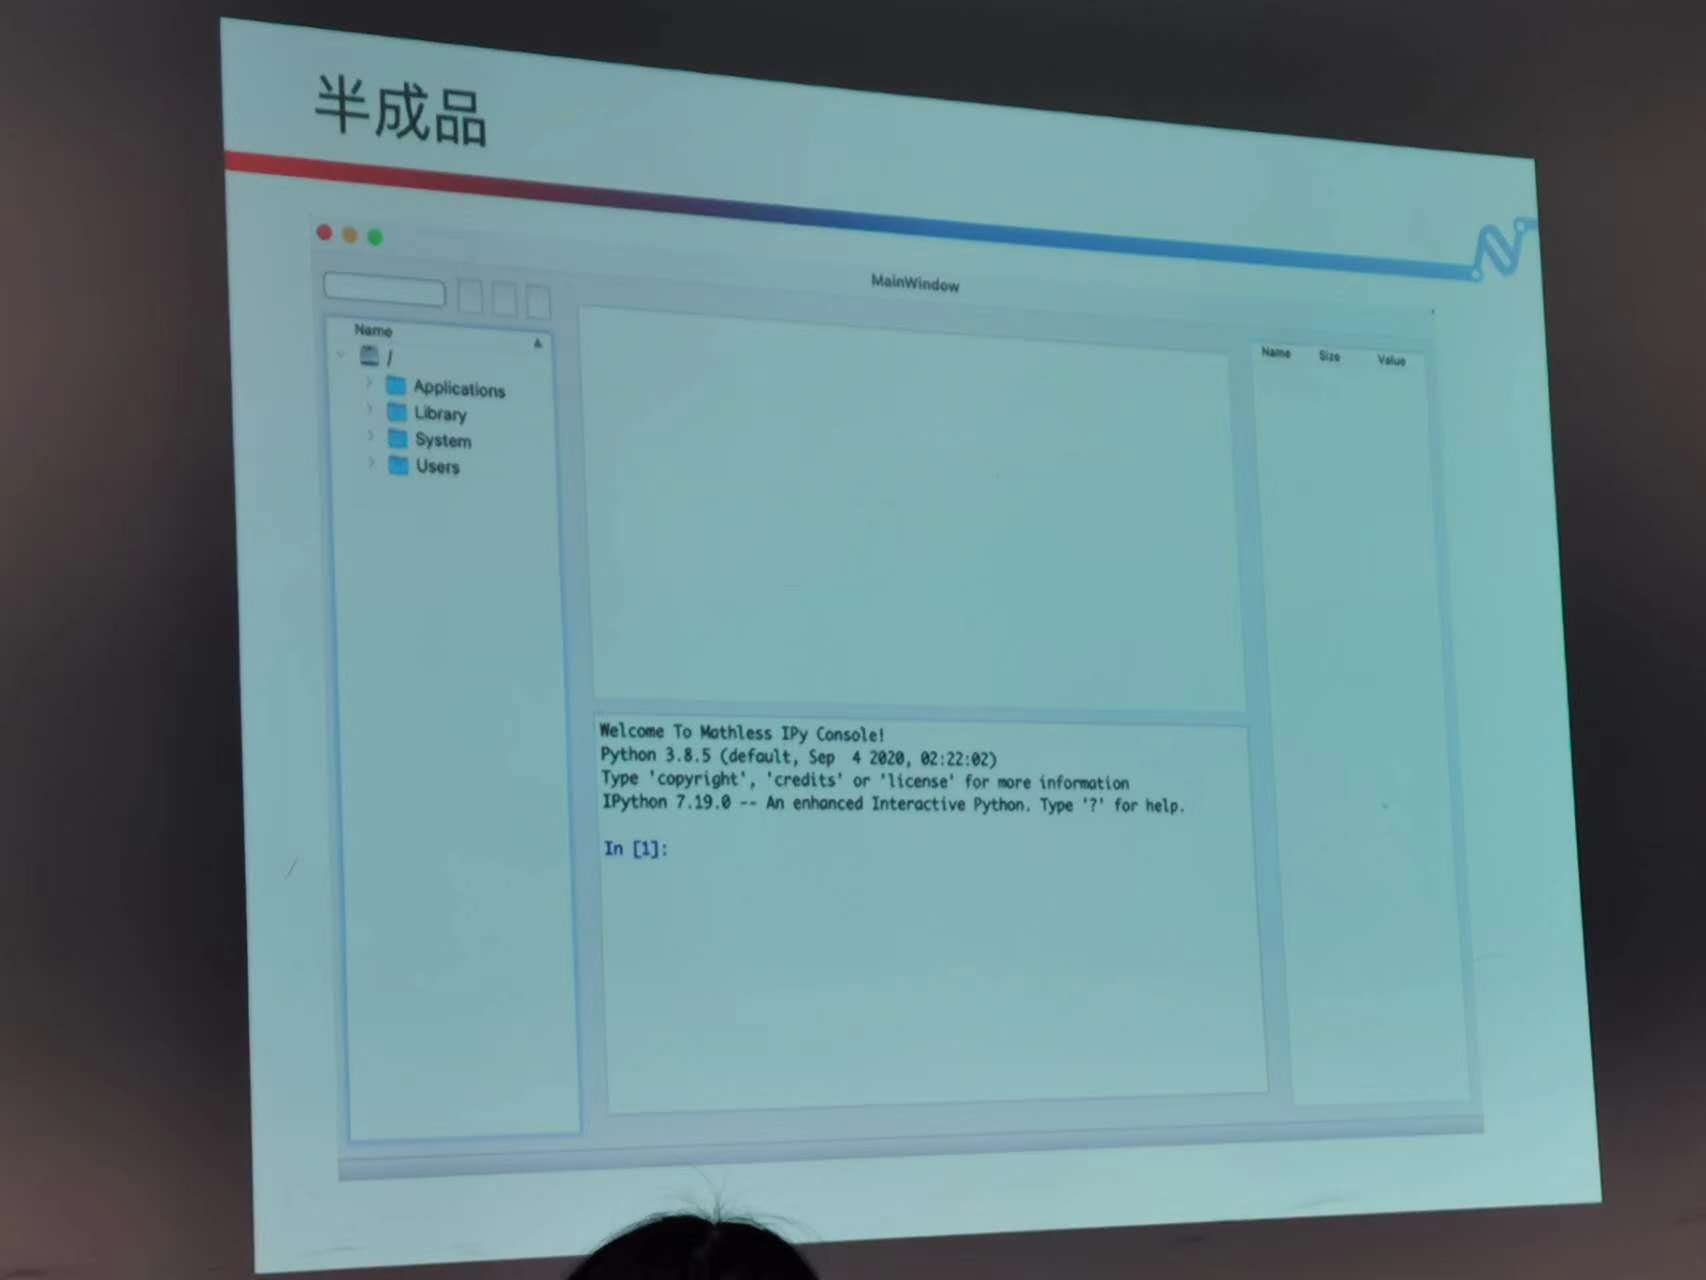 半成品
MainWindow
Name
/
Applications
Library
System
Users
Name Size Value
Welcome To Mathless IPy Console!
Python 3.8.5 (default, Sep  4 2020, 02:22:02)
Type 'copyright', 'credits' or 'license' for more information
IPython 7.19.0 -- An enhanced Interactive Python. Type '?' for help.
In [1]: